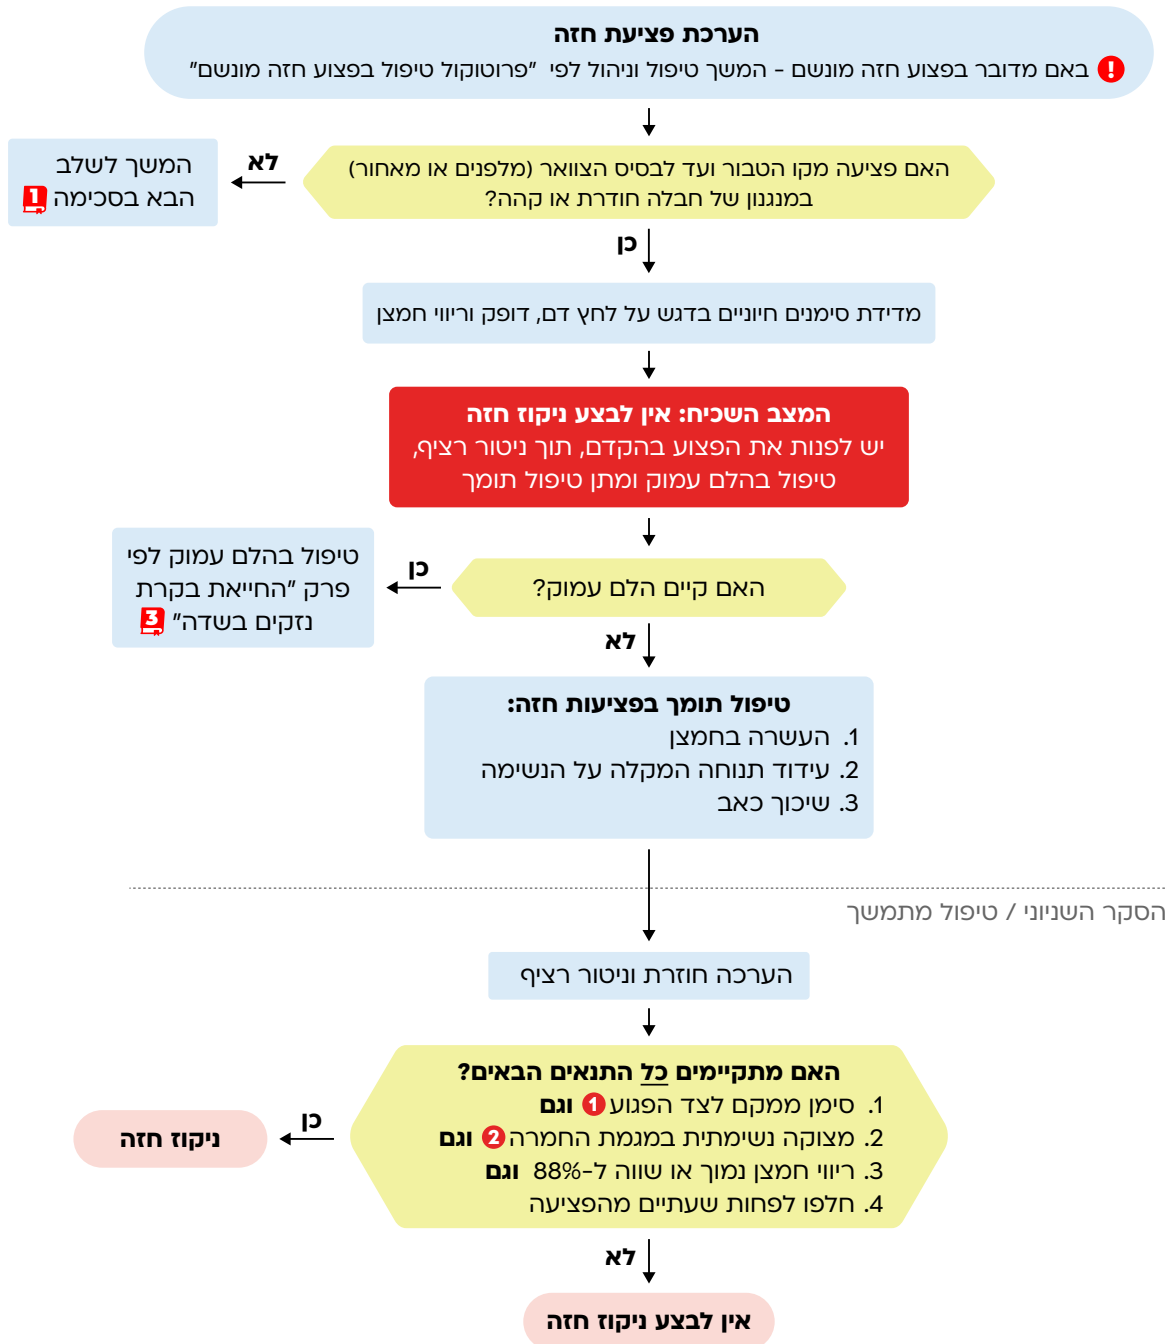 הערכת פציעת חזה
! באם מדובר בפצוע חזה מונשם - המשך טיפול וניהול לפי "פרוטוקול טיפול בפצוע חזה מונשם"
האם פציעה מקו הטבור ועד לבסיס הצוואר (מלפנים או מאחור)
במנגנון של חבלה חודרת או קהה?
לא
המשך לשלב
הבא בסכימה 1
כן
מדידת סימנים חיוניים בדגש על לחץ דם, דופק וריווי חמצן
המצב השכיח: אין לבצע ניקוז חזה
יש לפנות את הפצוע בהקדם, תוך ניטור רציף,
טיפול בהלם עמוק ומתן טיפול תומך
האם קיים הלם עמוק?
כן
טיפול בהלם עמוק לפי
פרק "החייאת בקרת
נזקים בשדה" 3
לא
טיפול תומך בפציעות חזה:
1. העשרה בחמצן
2. עידוד תנוחה המקלה על הנשימה
3. שיכוך כאב
הסקר השניוני / טיפול מתמשך
הערכה חוזרת וניטור רציף
האם מתקיימים כל התנאים הבאים?
1. סימן ממקם לצד הפגוע 1 וגם
2. מצוקה נשימתית במגמת החמרה 2 וגם
3. ריווי חמצן נמוך או שווה ל-88% וגם
4. חלפו לפחות שעתיים מהפציעה
כן
ניקוז חזה
לא
אין לבצע ניקוז חזה